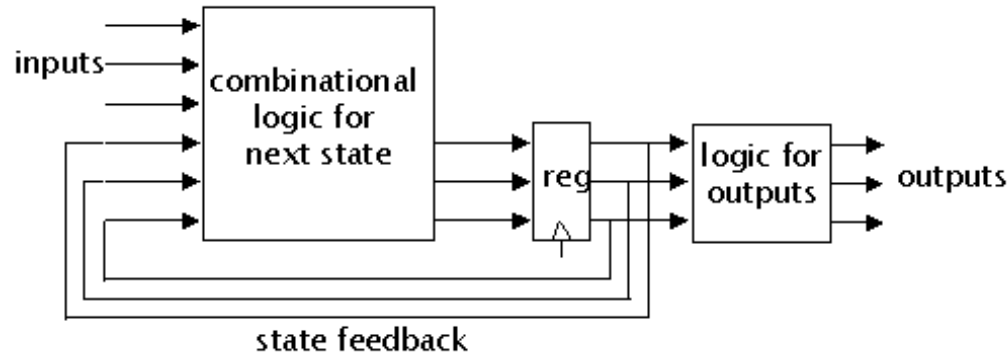 inputs
combinational
logic for
next state
reg
logic for
outputs
outputs
state feedback